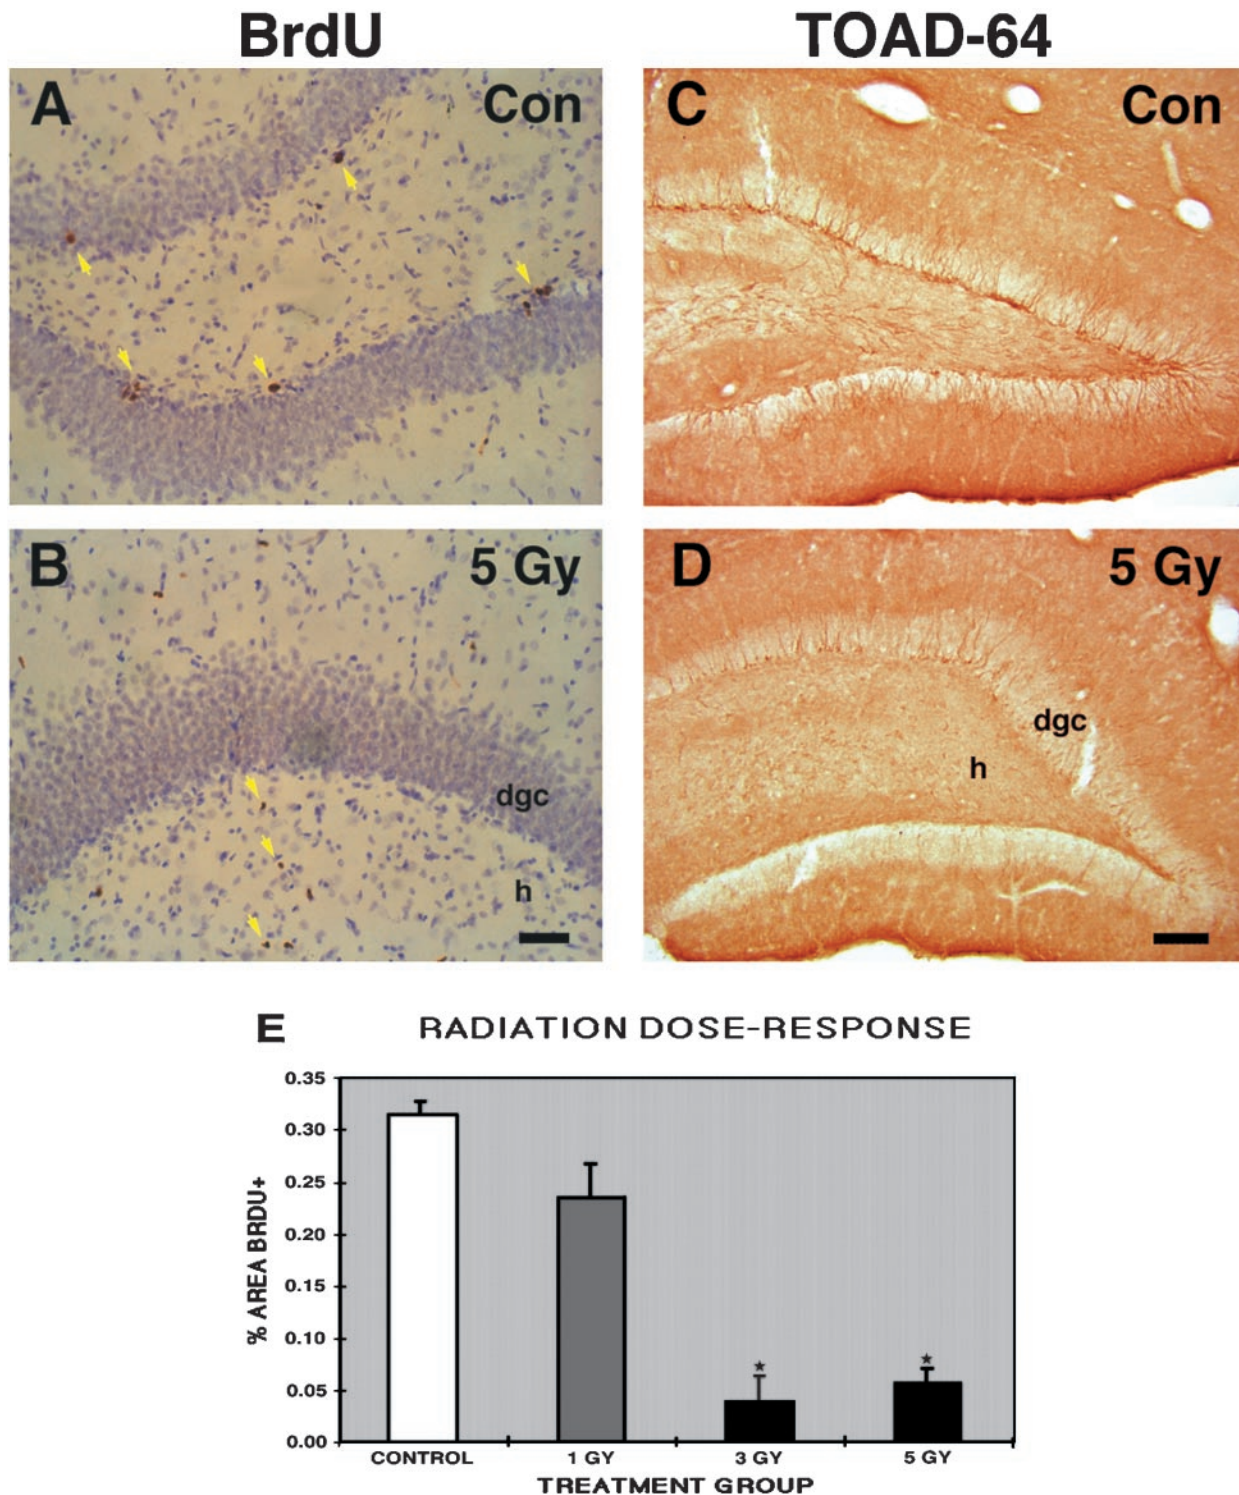 BrdU
TOAD-64
A
Con
C
Con
B
5 Gy
dgc
h
D
5 Gy
dgc
h
E
RADIATION DOSE-RESPONSE
% AREA BRDU+
0.35
0.30
0.25
0.20
0.15
0.10
0.05
0.00
★
★
CONTROL
1 GY
3 GY
5 GY
TREATMENT GROUP